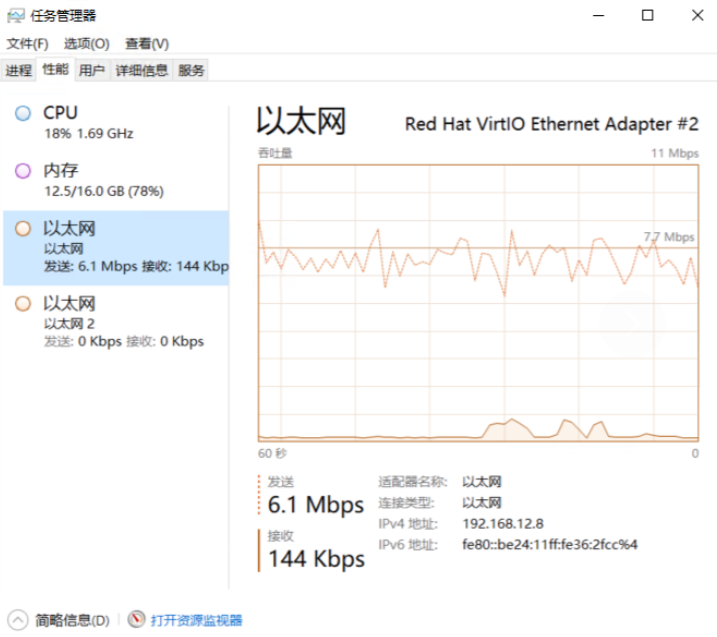 任务管理器
文件(F) 选项(O) 查看(V)
进程 性能 用户 详细信息 服务
CPU
18% 1.69 GHz
内存
12.5/16.0 GB (78%)
以太网
以太网
发送: 6.1 Mbps 接收: 144 Kbp
以太网
以太网 2
发送: 0 Kbps 接收: 0 Kbps
以太网 Red Hat VirtIO Ethernet Adapter #2
吞吐量 11 Mbps
7.7 Mbps
60 秒 0
发送
6.1 Mbps
接收
144 Kbps
适配器名称: 以太网
连接类型: 以太网
IPv4 地址: 192.168.12.8
IPv6 地址: fe80::be24:11ff:fe36:2fcc%4
简略信息(D) 打开资源监视器